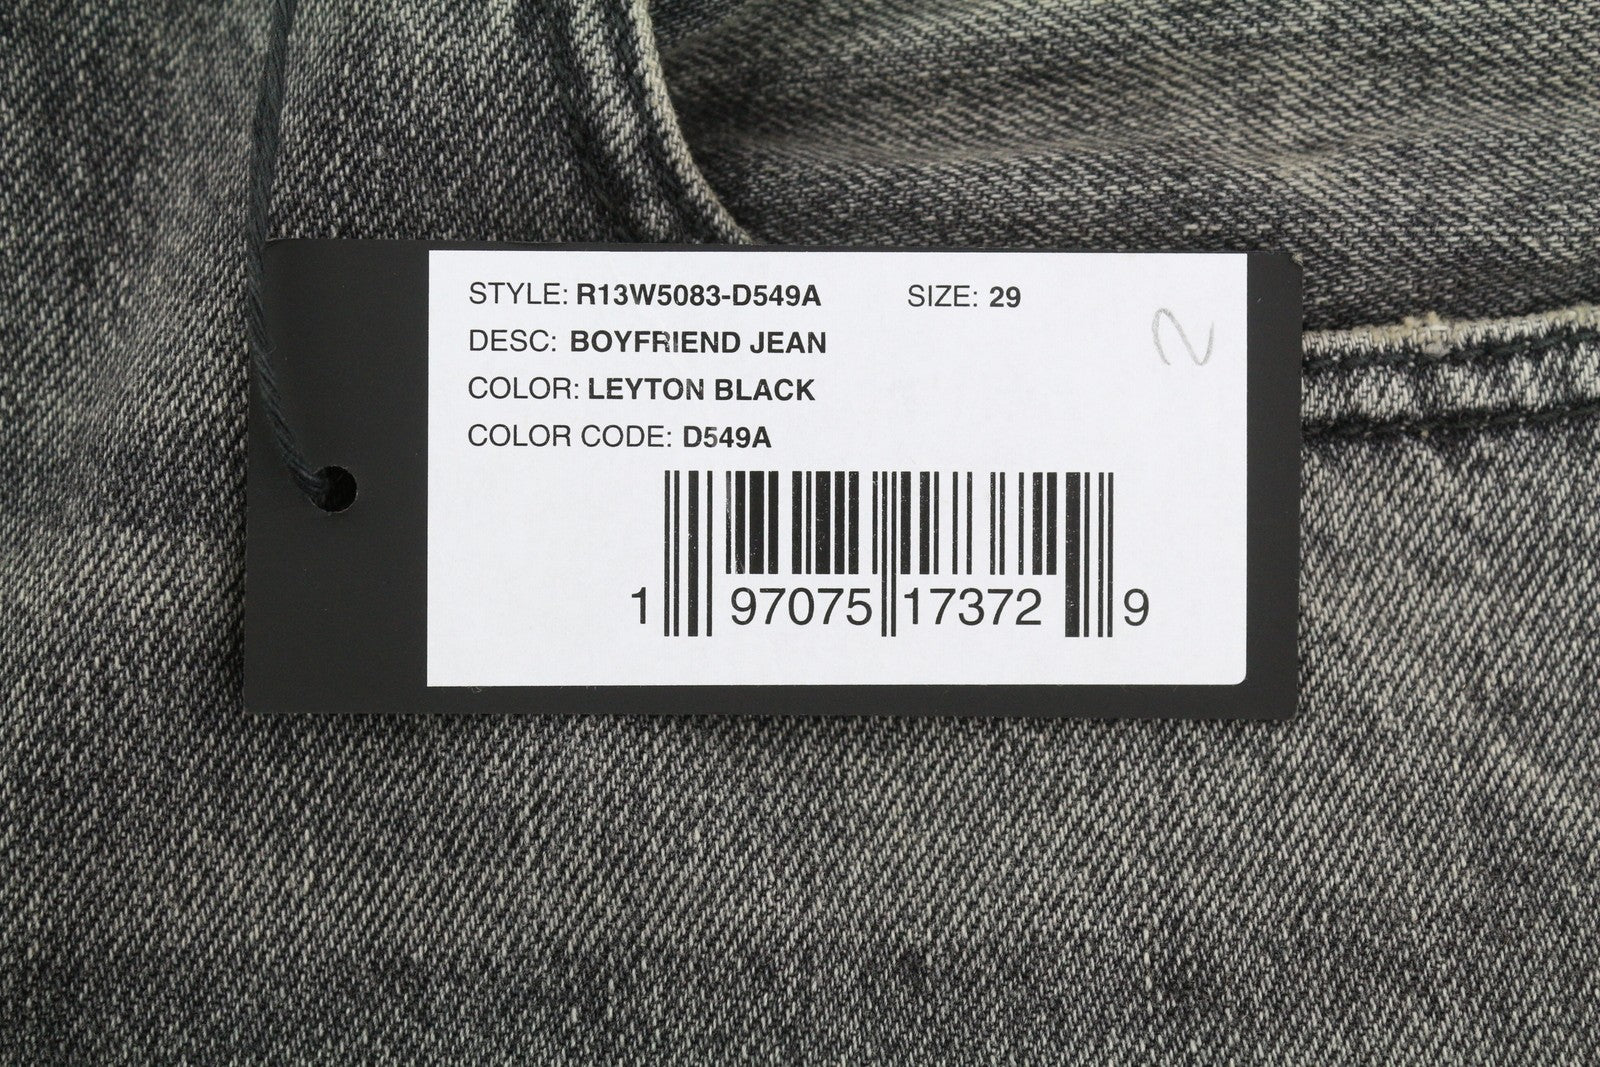 STYLE: R13W5083-D549A SIZE: 29
DESC: BOYFRIEND JEAN
COLOR: LEYTON BLACK
COLOR CODE: D549A
1 97075 17372 9